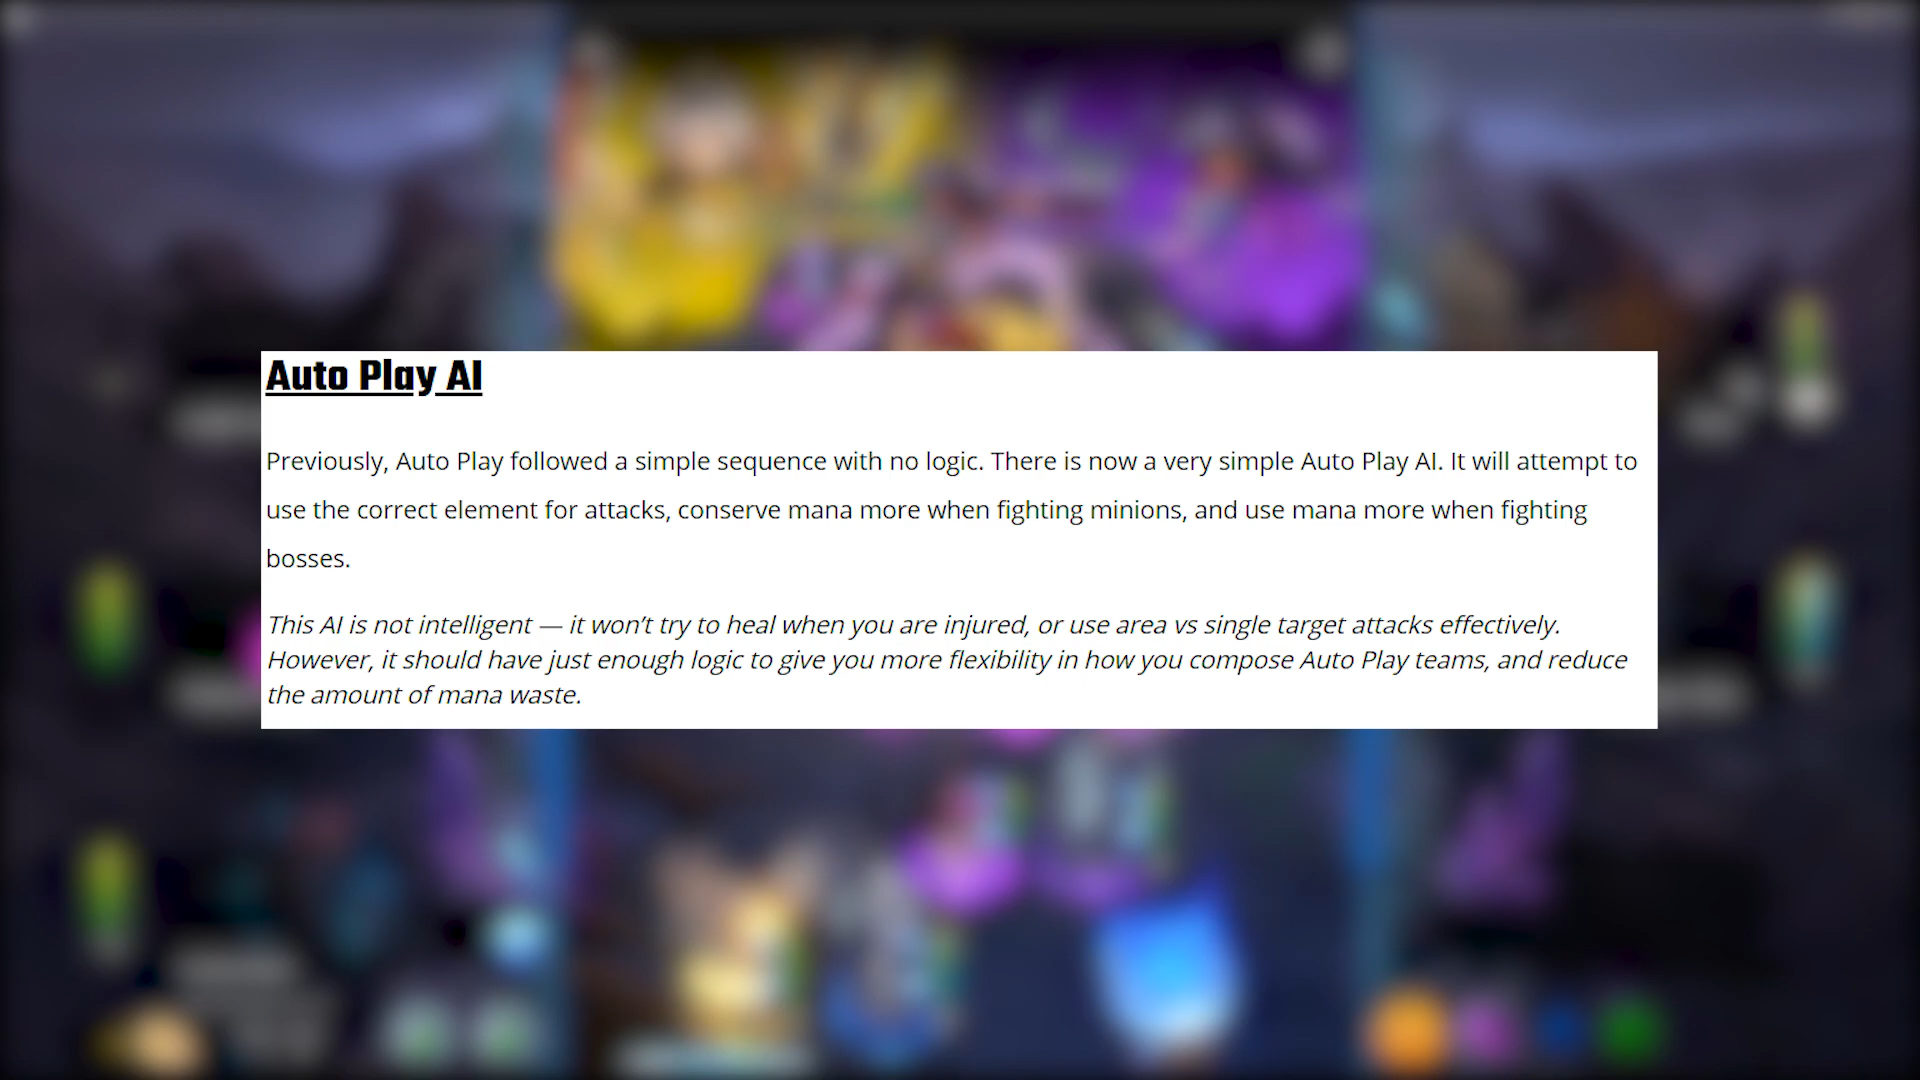 Auto Play AI
Previously, Auto Play followed a simple sequence with no logic. There is now a very simple Auto Play AI. It will attempt to
use the correct element for attacks, conserve mana more when fighting minions, and use mana more when fighting
bosses.
This AI is not intelligent — it won’t try to heal when you are injured, or use area vs single target attacks effectively.
However, it should have just enough logic to give you more flexibility in how you compose Auto Play teams, and reduce
the amount of mana waste.